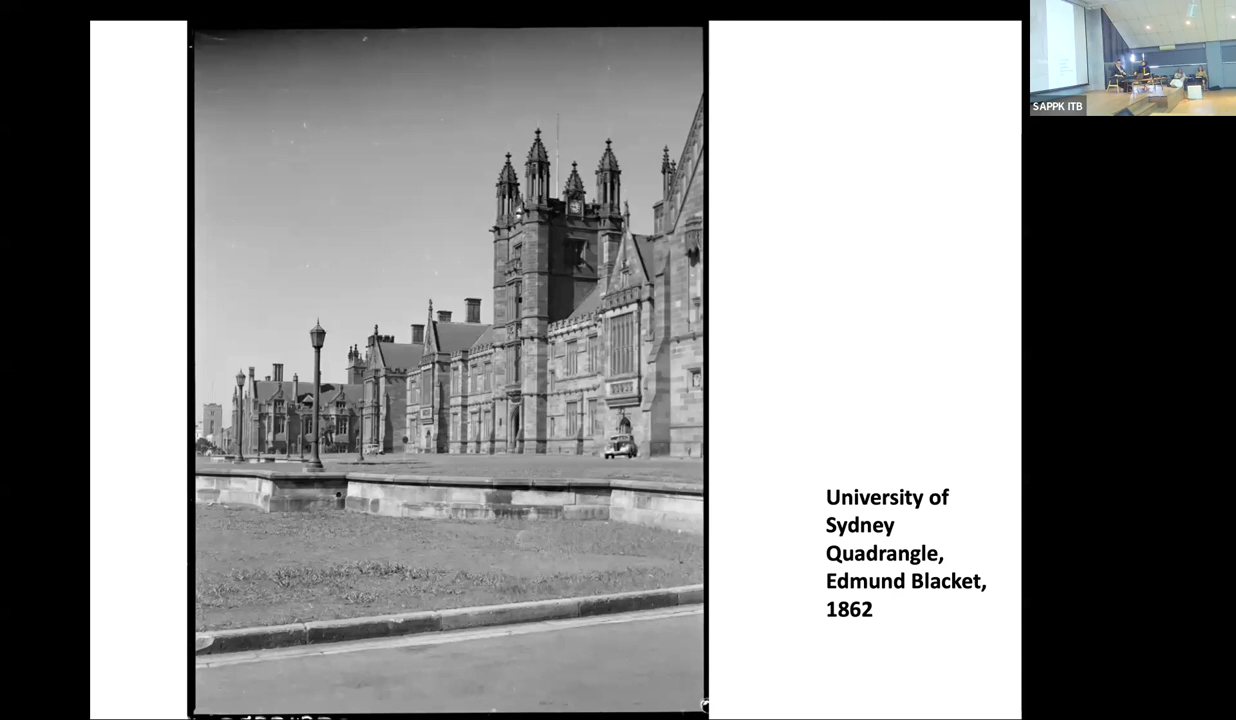 University of
Sydney
Quadrangle,
Edmund Blacket,
1862
SAPPK ITB